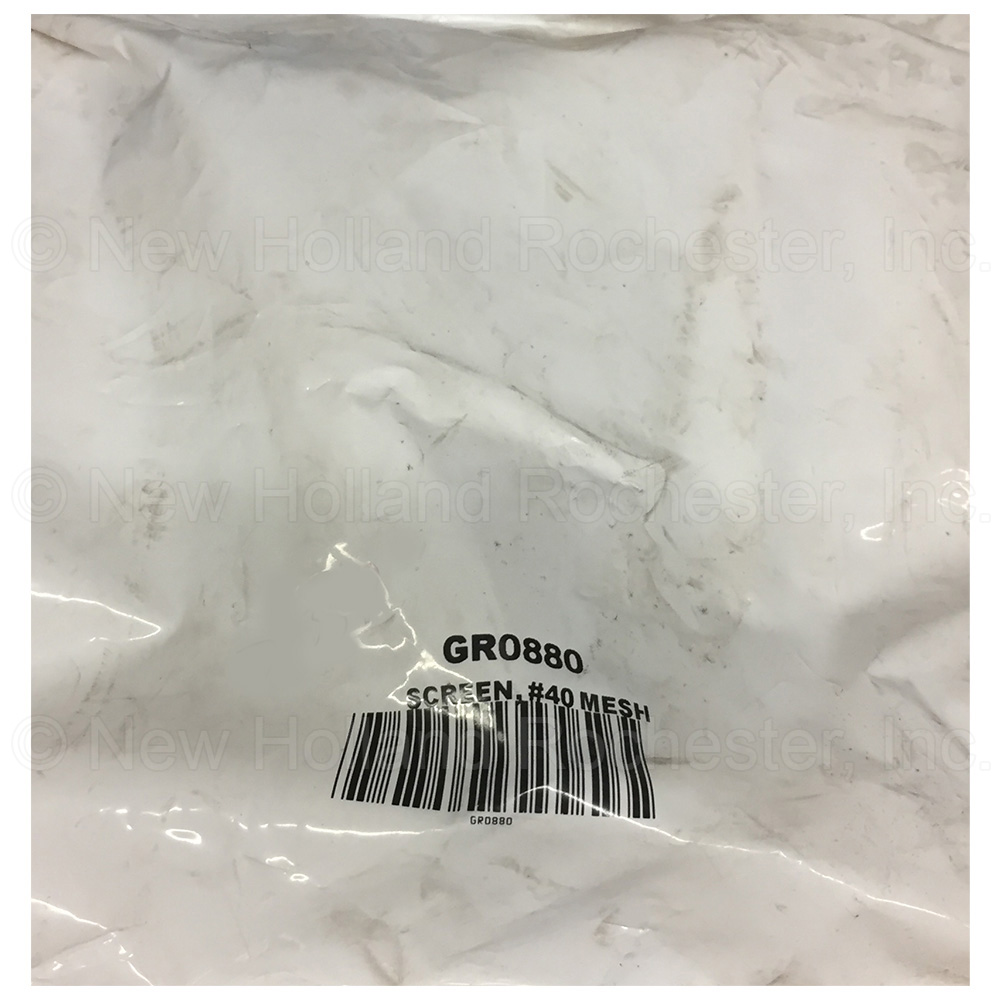 © New Holland Rochester, Inc.
© New Holland Rochester, Inc.
GR0880
SCREEN, #40 MESH
© New Holland Rochester, Inc.
GR0880